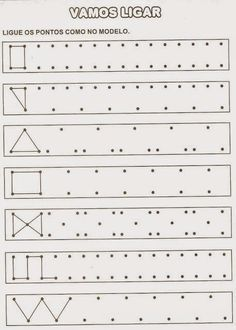 VAMOS LIGAR
LIGUE OS PONTOS COMO NO MODELO.